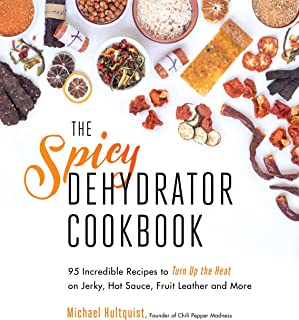 THE
Spicy
DEHYDRATOR
COOKBOOK
95 Incredible Recipes to Turn Up the Heat
on Jerky, Hot Sauce, Fruit Leather and More
Michael Hultquist, Founder of Chili Pepper Madness